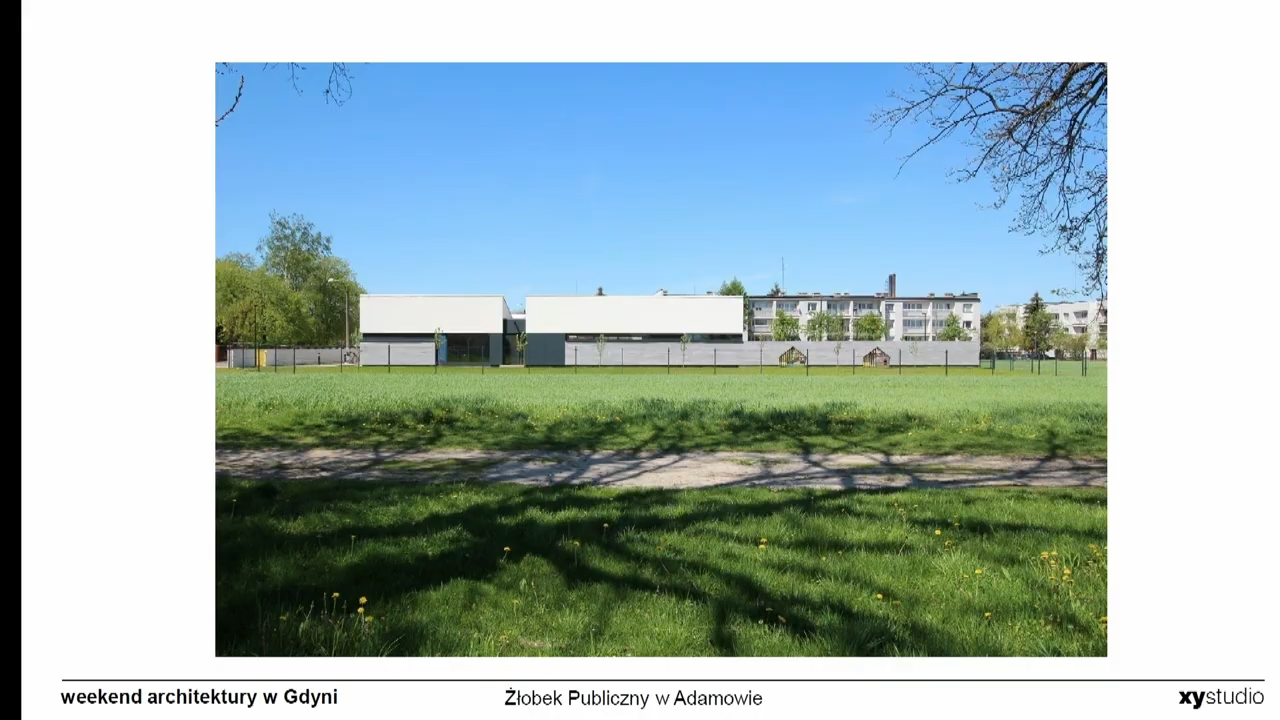 weekend architektury w Gdyni
Żłobek Publiczny w Adamowie
xystudio